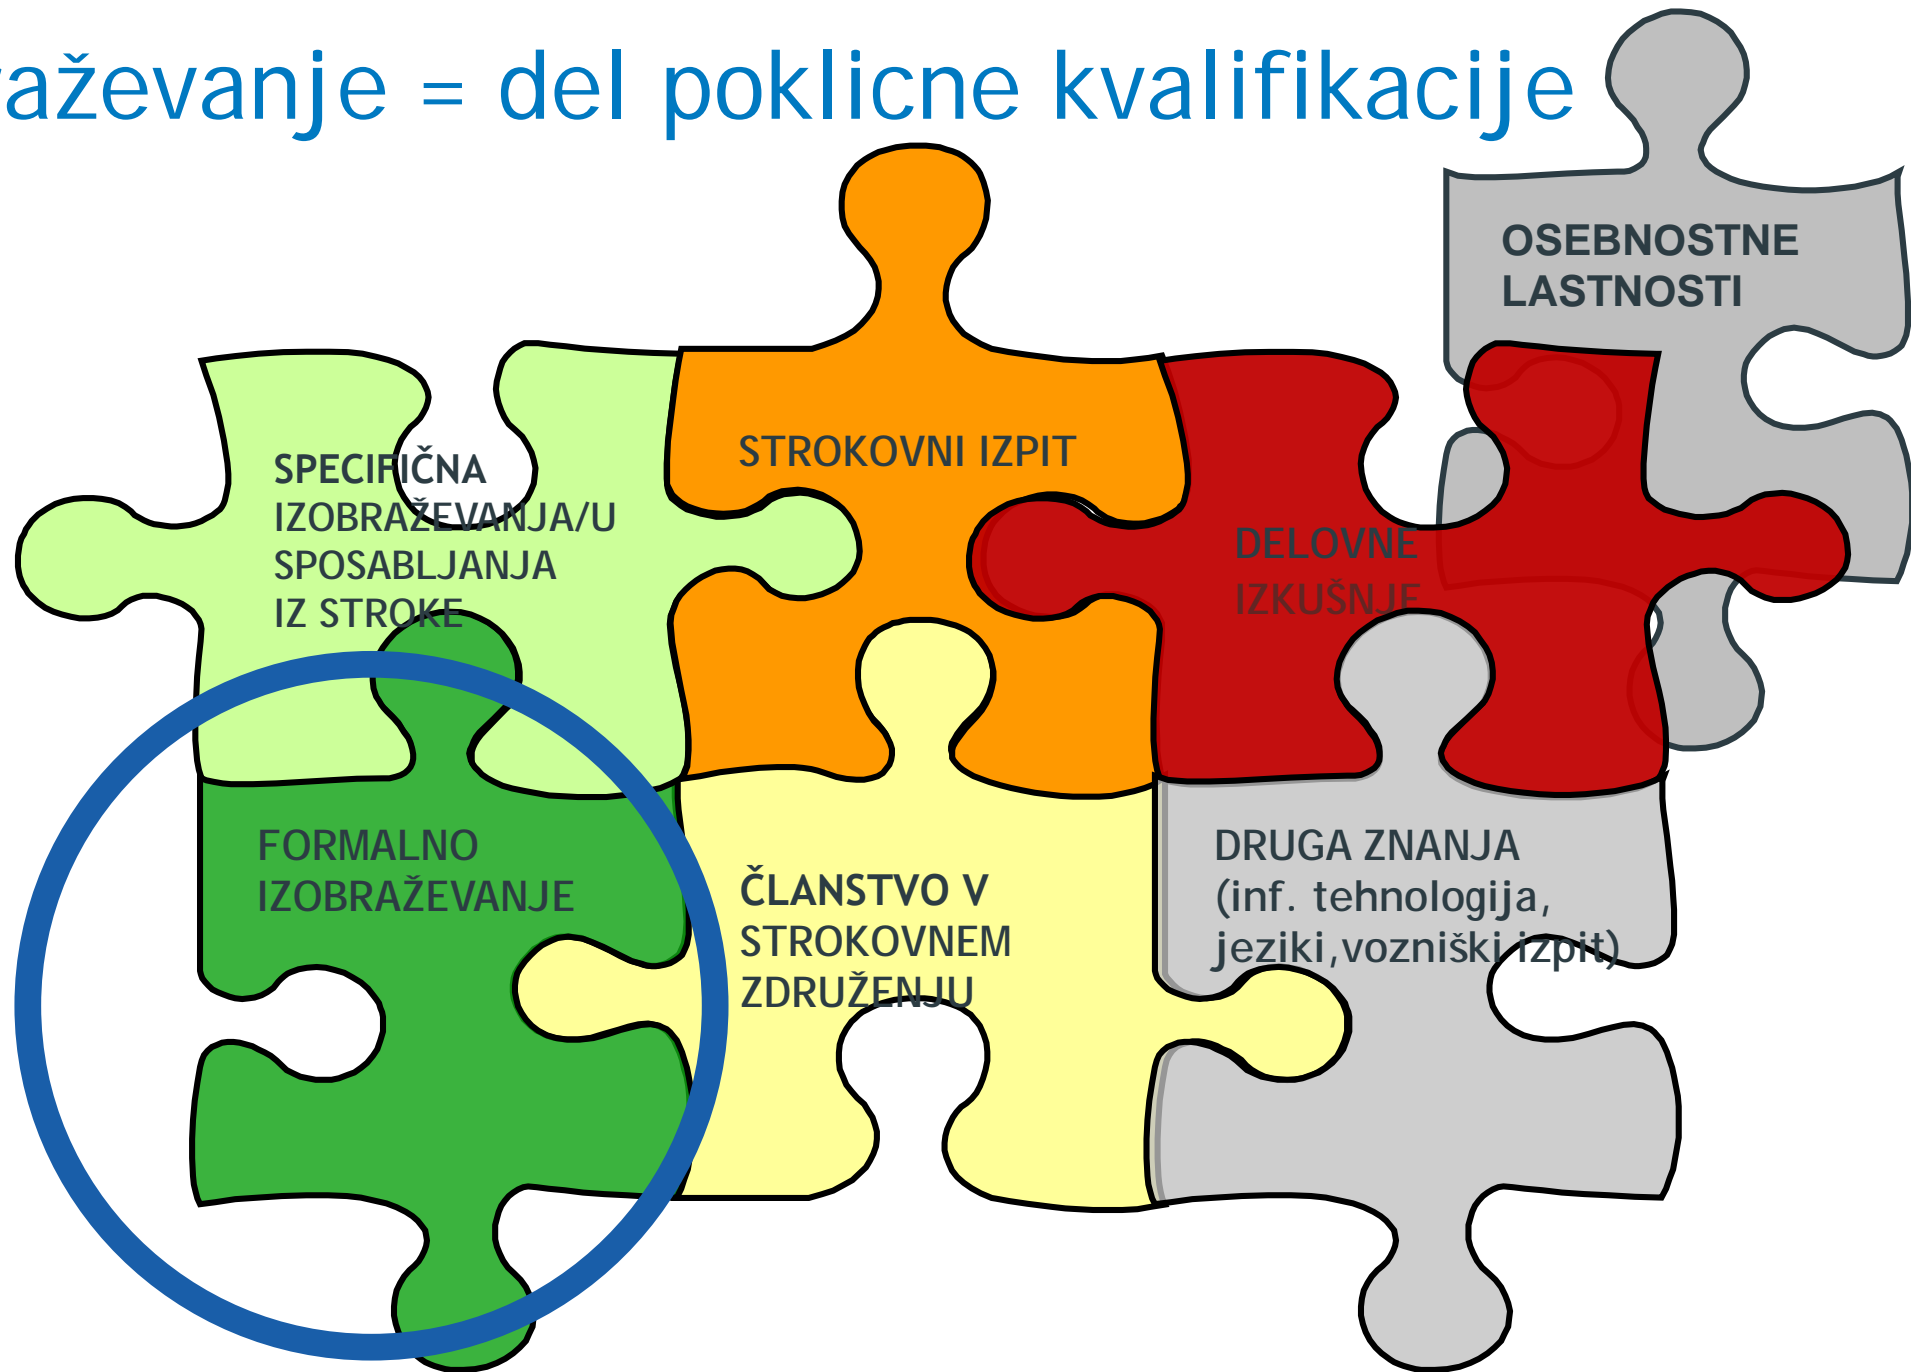 aževanje = del poklicne kvalifikacije
OSEBNOSTNE
LASTNOSTI
SPECIFIČNA
IZOBRAŽEVANJA/U
SPOSABLJANJA
IZ STROKE
STROKOVNI IZPIT
DELOVNE
IZKUŠNJE
FORMALNO
IZOBRAŽEVANJE
ČLANSTVO V
STROKOVNEM
ZDRUŽENJU
DRUGA ZNANJA
(inf. tehnologija,
jeziki,vozniški izpit)